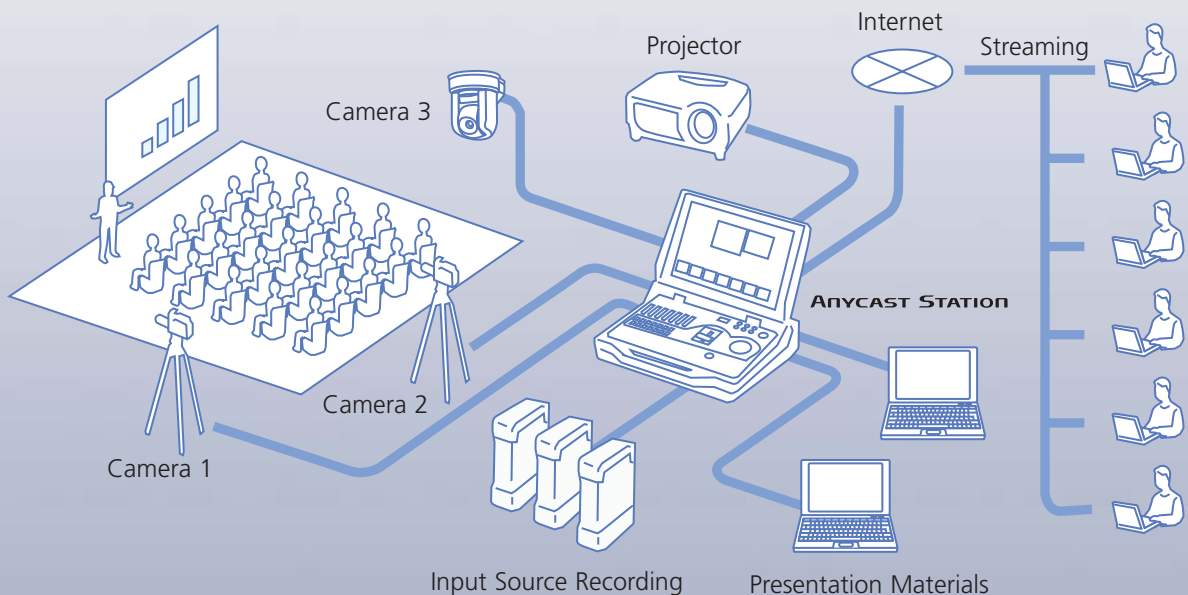 Internet
Projector
Streaming
Camera 3
ANYCAST STATION
Camera 2
Camera 1
Input Source Recording
Presentation Materials